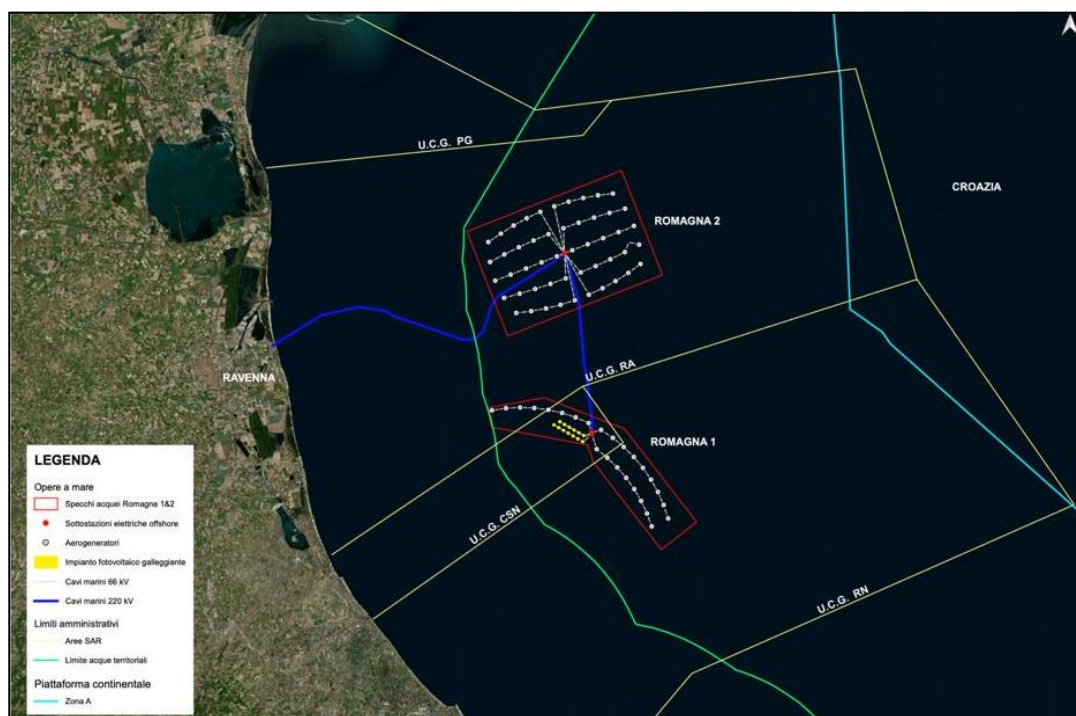 U.C.G. PG
CROAZIA
ROMAGNA 2
RAVENNA
U.C.G. RA
ROMAGNA 1
U.C.G. CSN
U.C.G. RN
LEGENDA
Opere a mare
Specchi acquei Romagna 1&2
Sottostazioni elettriche offshore
Aerogeneratori
Impianto fotovoltaico galleggiante
Cavi marini 66 kV
Cavi marini 220 kV
Limiti amministrativi
Aree SAR
Limite acque territoriali
Piattaforma continentale
Zona A